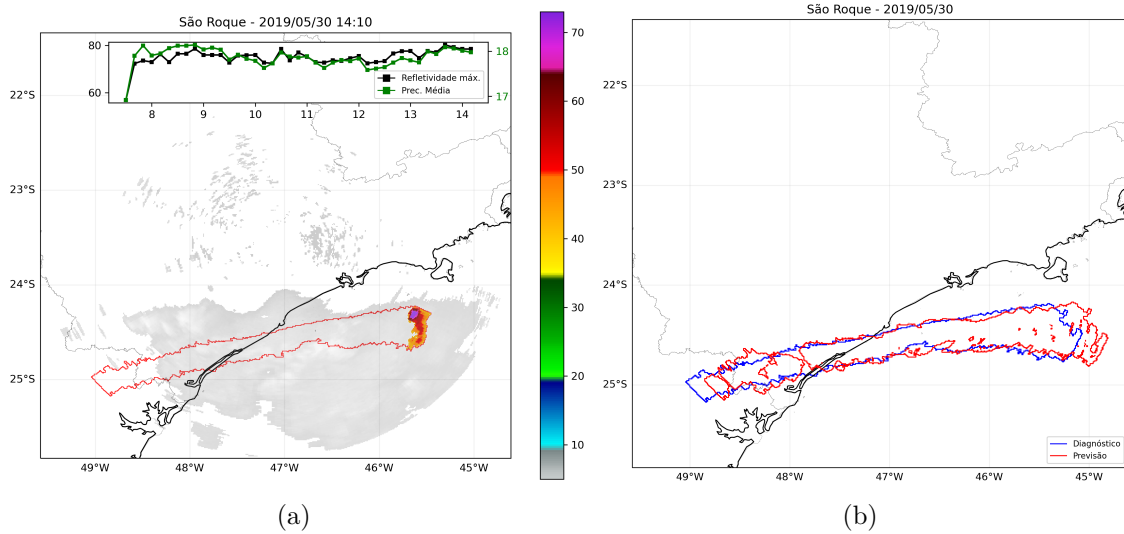 São Roque - 2019/05/30 14:10
80
60
18
17
Refletividade máx.
Prec. Média
8 9 10 11 12 13 14
22°S
23°S
24°S
25°S
49°W 48°W 47°W 46°W 45°W
70
60
50
40
30
20
10
(a)
São Roque - 2019/05/30
22°S
23°S
24°S
25°S
Diagnóstico
Previsão
49°W 48°W 47°W 46°W 45°W
(b)